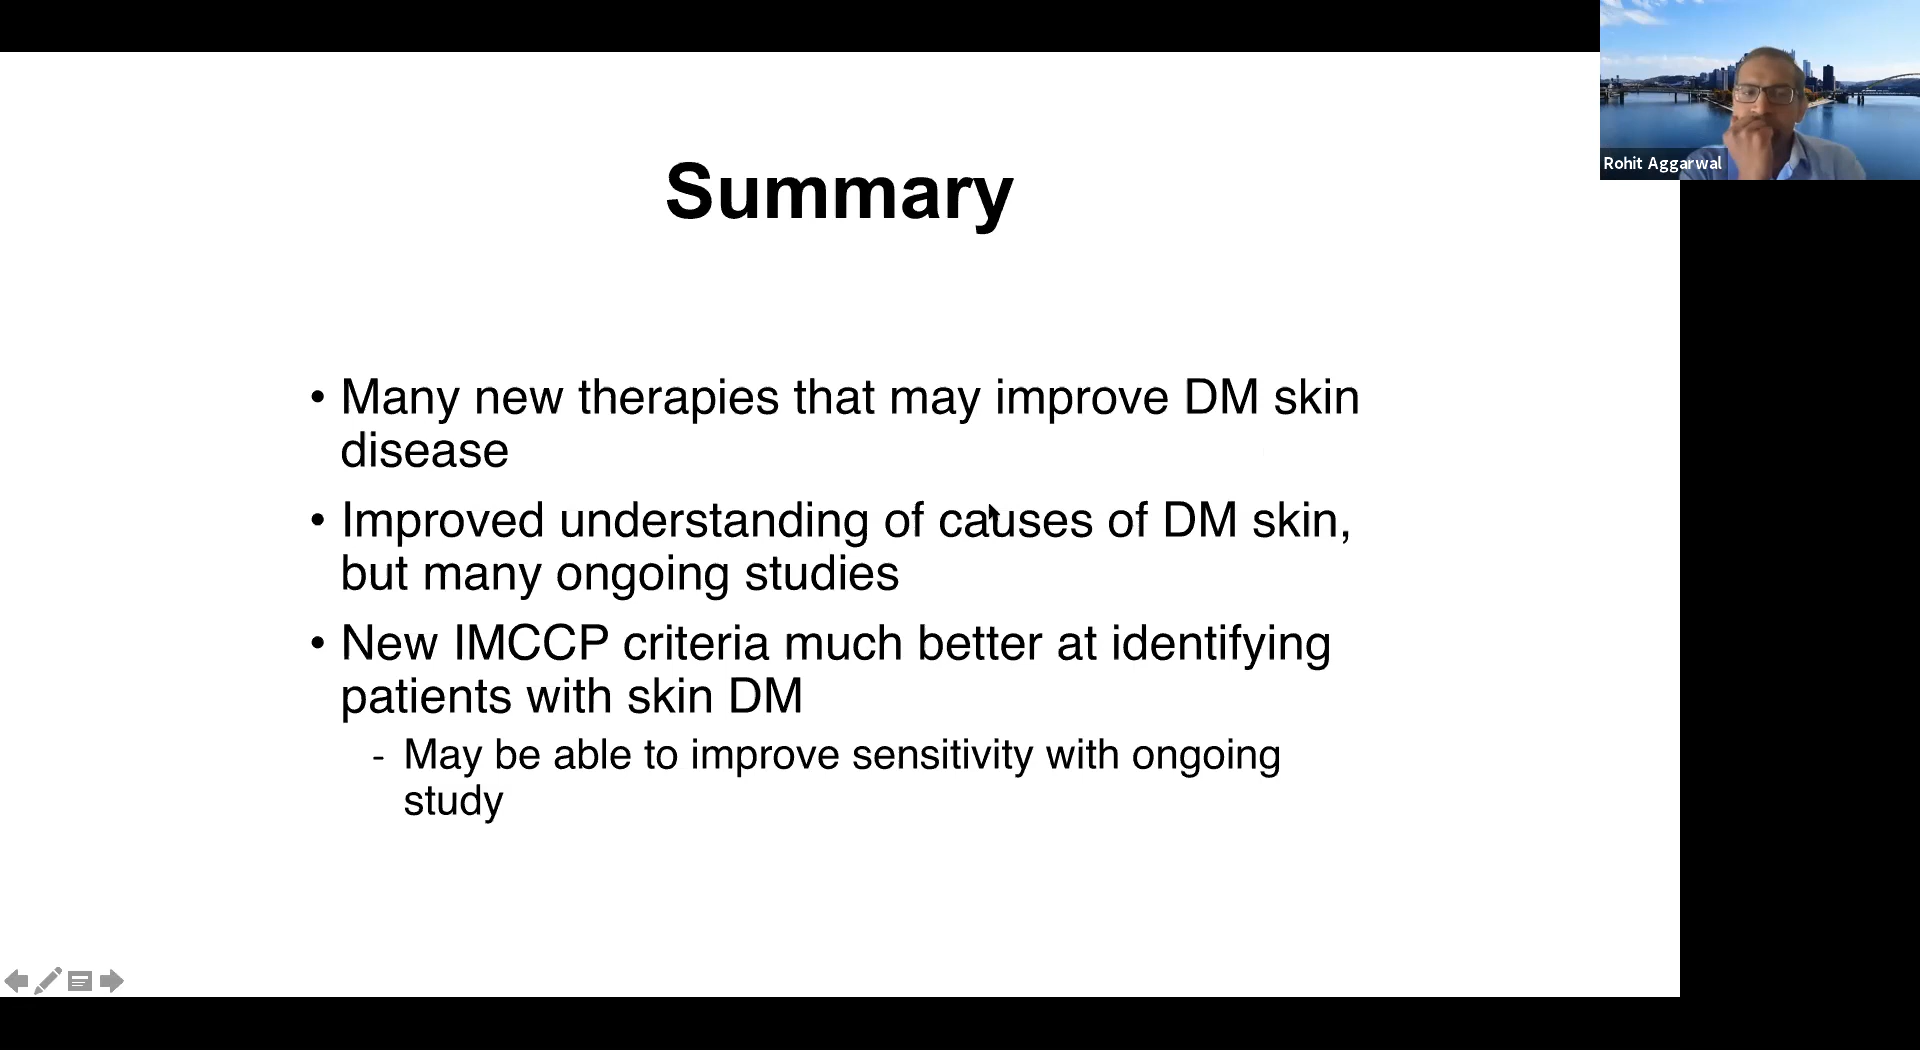 Rohit Aggarwal
Summary
• Many new therapies that may improve DM skin
disease
• Improved understanding of causes of DM skin,
but many ongoing studies
• New IMCCP criteria much better at identifying
patients with skin DM
- May be able to improve sensitivity with ongoing
study